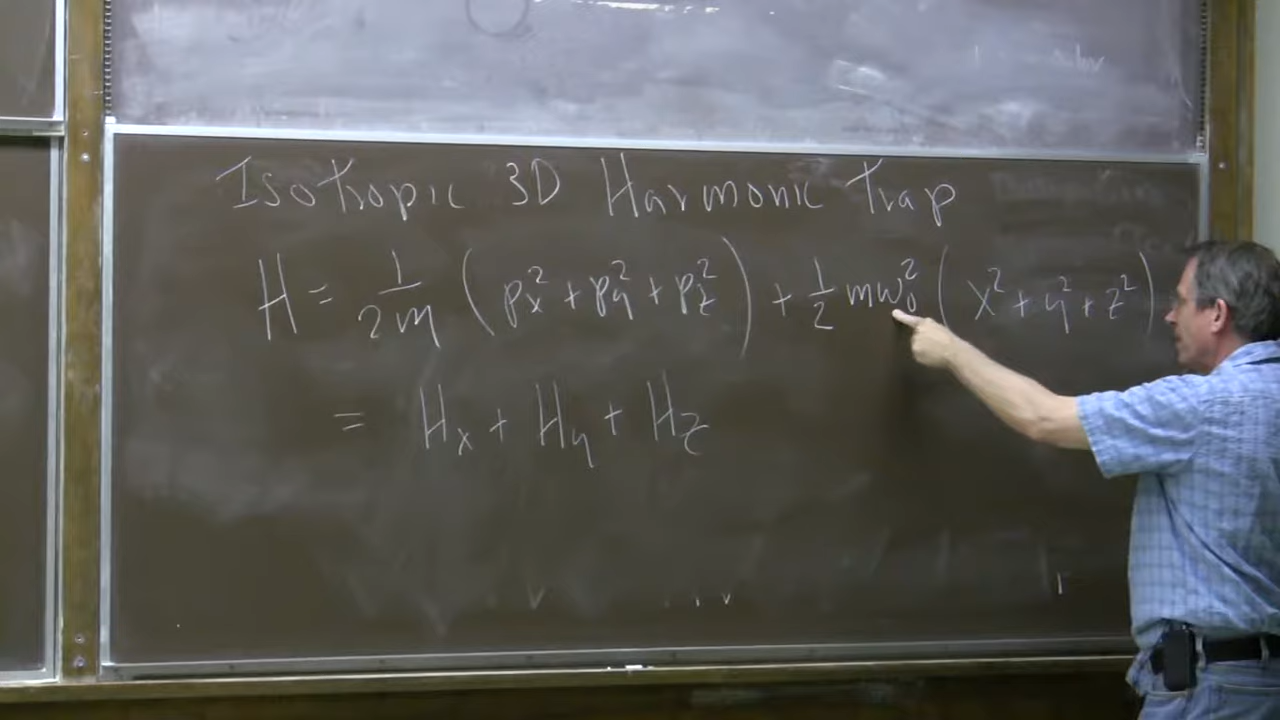 Isotropic 3D Harmonic Trap
H = 1/2m (px² + py² + pz²) + 1/2 mω₀² (x² + y² + z²)
= Hx + Hy + Hz